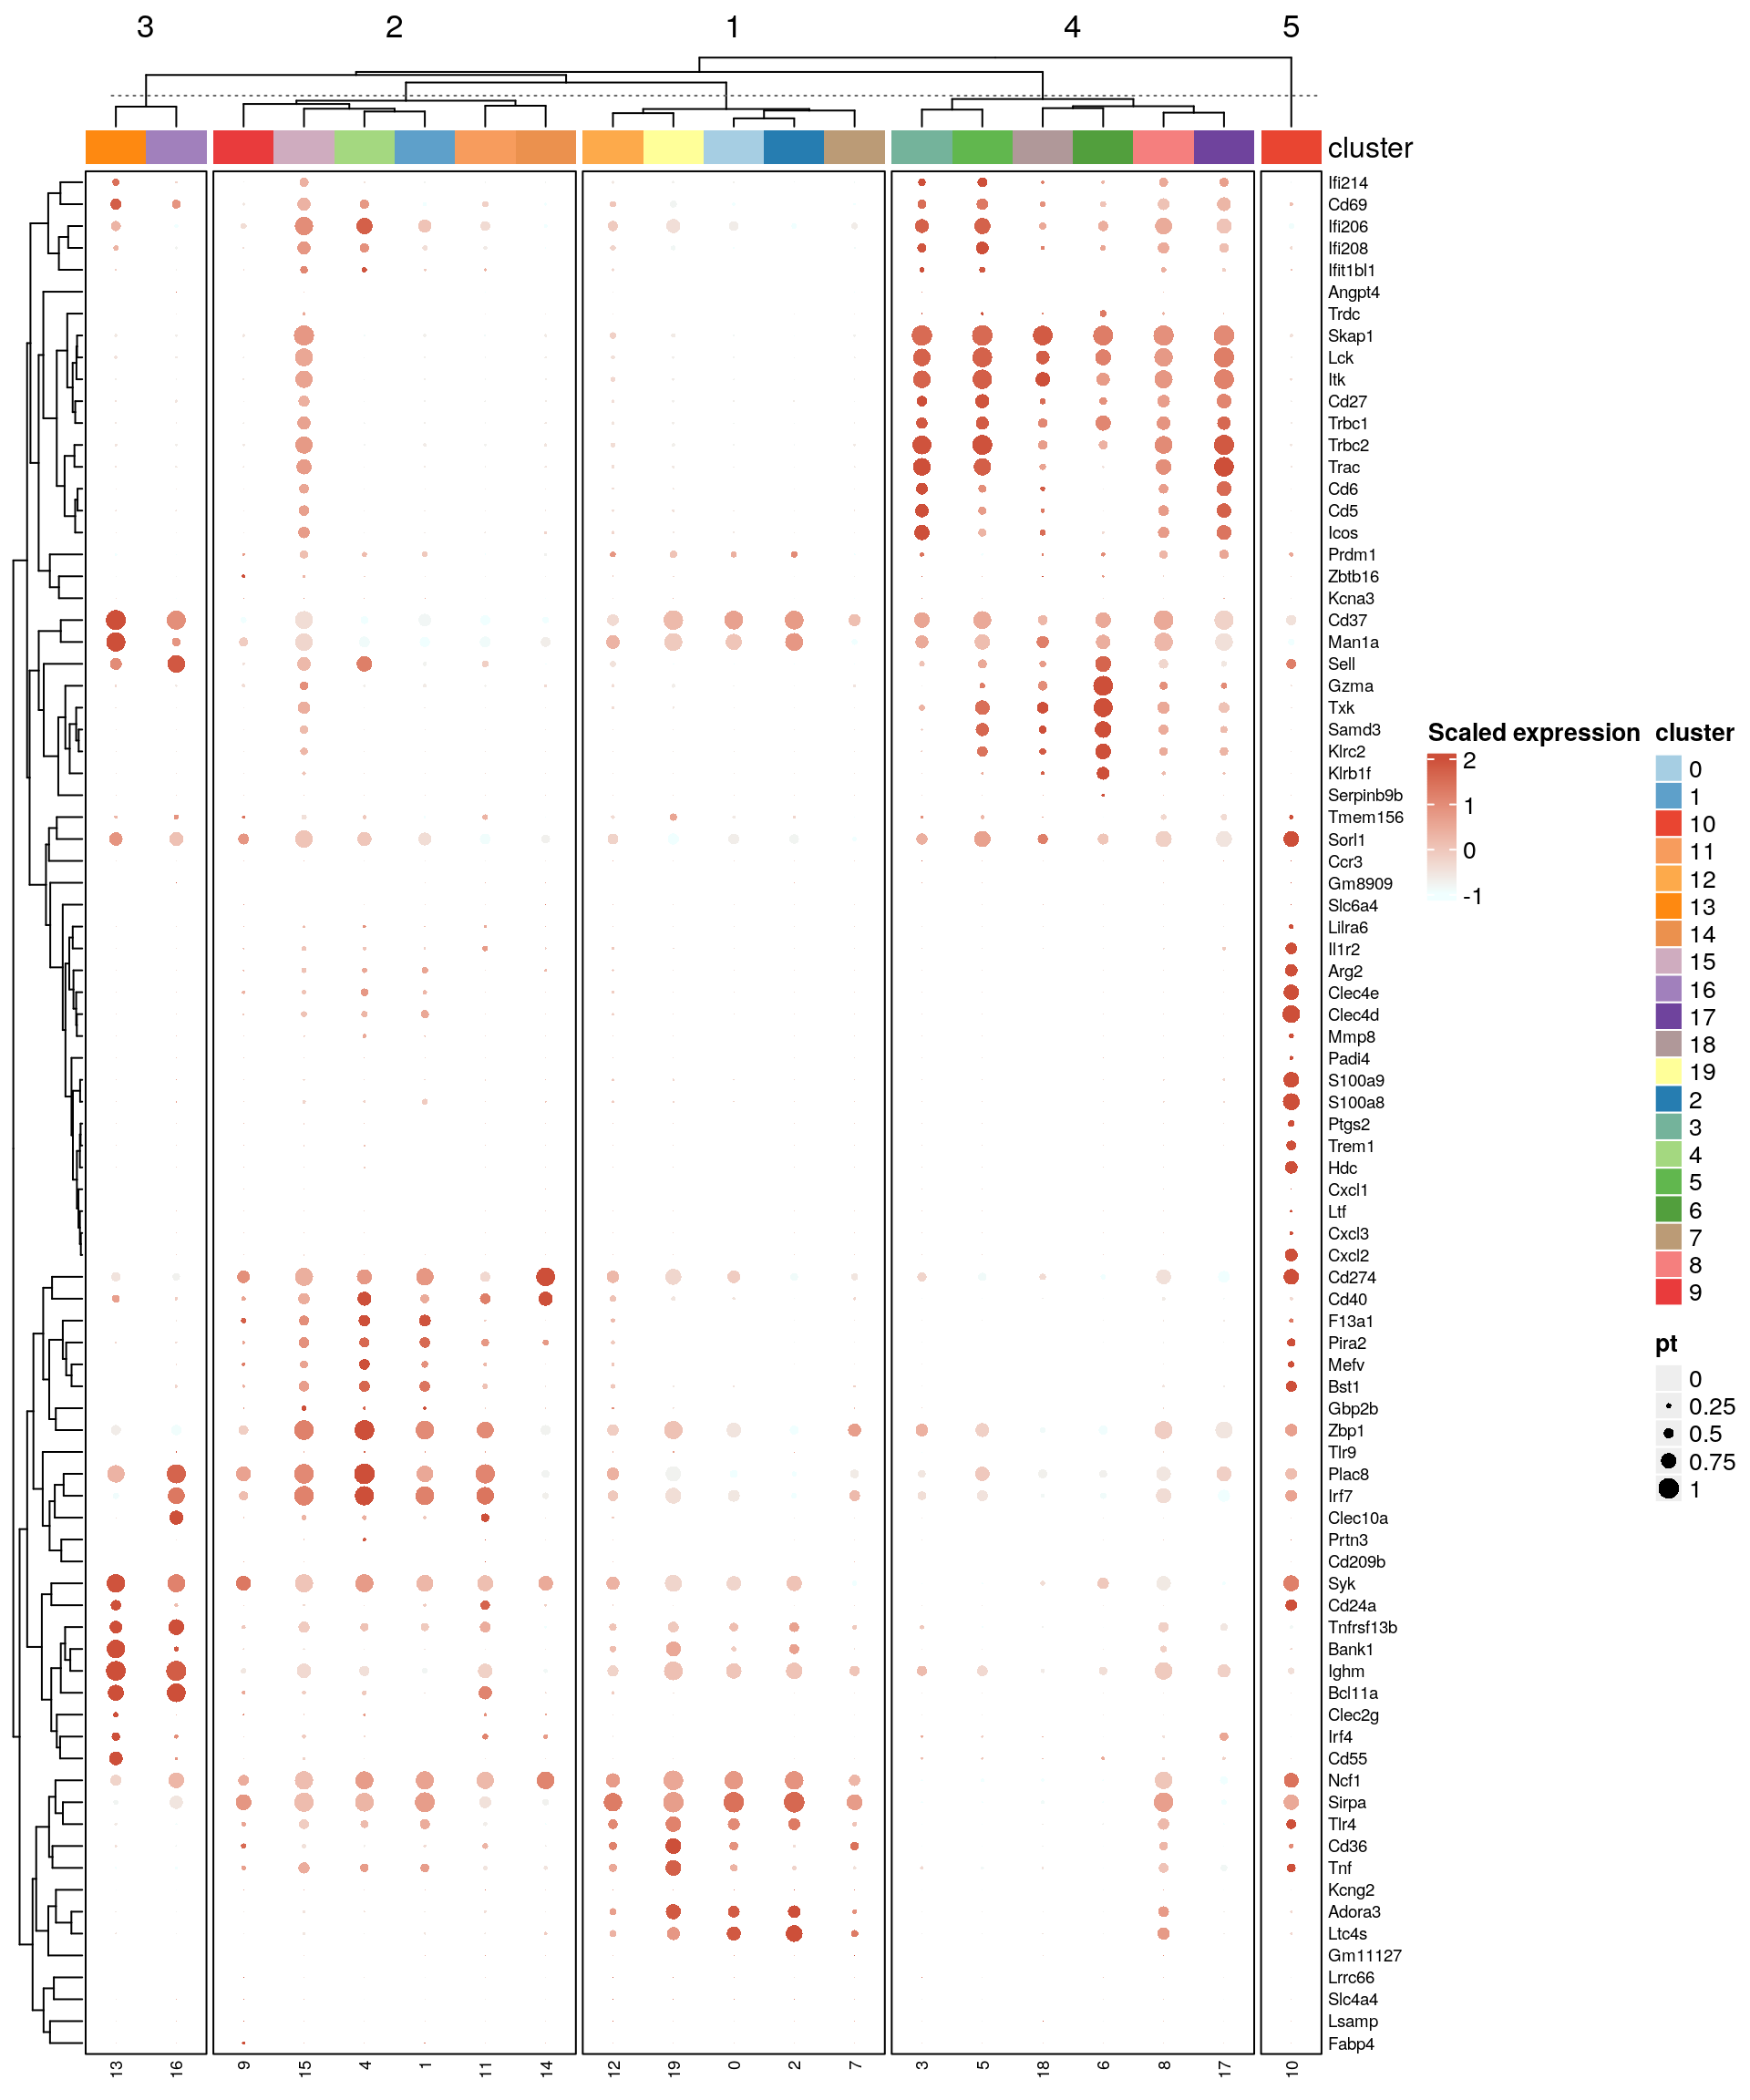 3 2 1 4 5
cluster
Ifi214
Cd69
Ifi206
Ifi208
Ifit1bl1
Angpt4
Trdc
Skap1
Lck
Itk
Cd27
Trbc1
Trbc2
Trac
Cd6
Cd5
Icos
Prdm1
Zbtb16
Kcna3
Cd37
Man1a
Sell
Gzma
Txk
Samd3
Klrc2
Klrb1f
Serpinb9b
Tmem156
Sorl1
Ccr3
Gm8909
Slc6a4
Lilra6
Il1r2
Arg2
Clec4e
Clec4d
Mmp8
Padi4
S100a9
S100a8
Ptgs2
Trem1
Hdc
Cxcl1
Ltf
Cxcl3
Cxcl2
Cd274
Cd40
F13a1
Pira2
Mefv
Bst1
Gbp2b
Zbp1
Tlr9
Plac8
Irf7
Clec10a
Prtn3
Cd209b
Syk
Cd24a
Tnfrsf13b
Bank1
Ighm
Bcl11a
Clec2g
Irf4
Cd55
Ncf1
Sirpa
Tlr4
Cd36
Tnf
Kcng2
Adora3
Ltc4s
Gm11127
Lrrc66
Slc4a4
Lsamp
Fabp4
13 16 9 15 4 1 11 14 12 19 0 2 7 3 5 18 6 8 17 10
Scaled expression
2
1
0
-1
cluster
0
1
10
11
12
13
14
15
16
17
18
19
2
3
4
5
6
7
8
9
pt
0
0.25
0.5
0.75
1